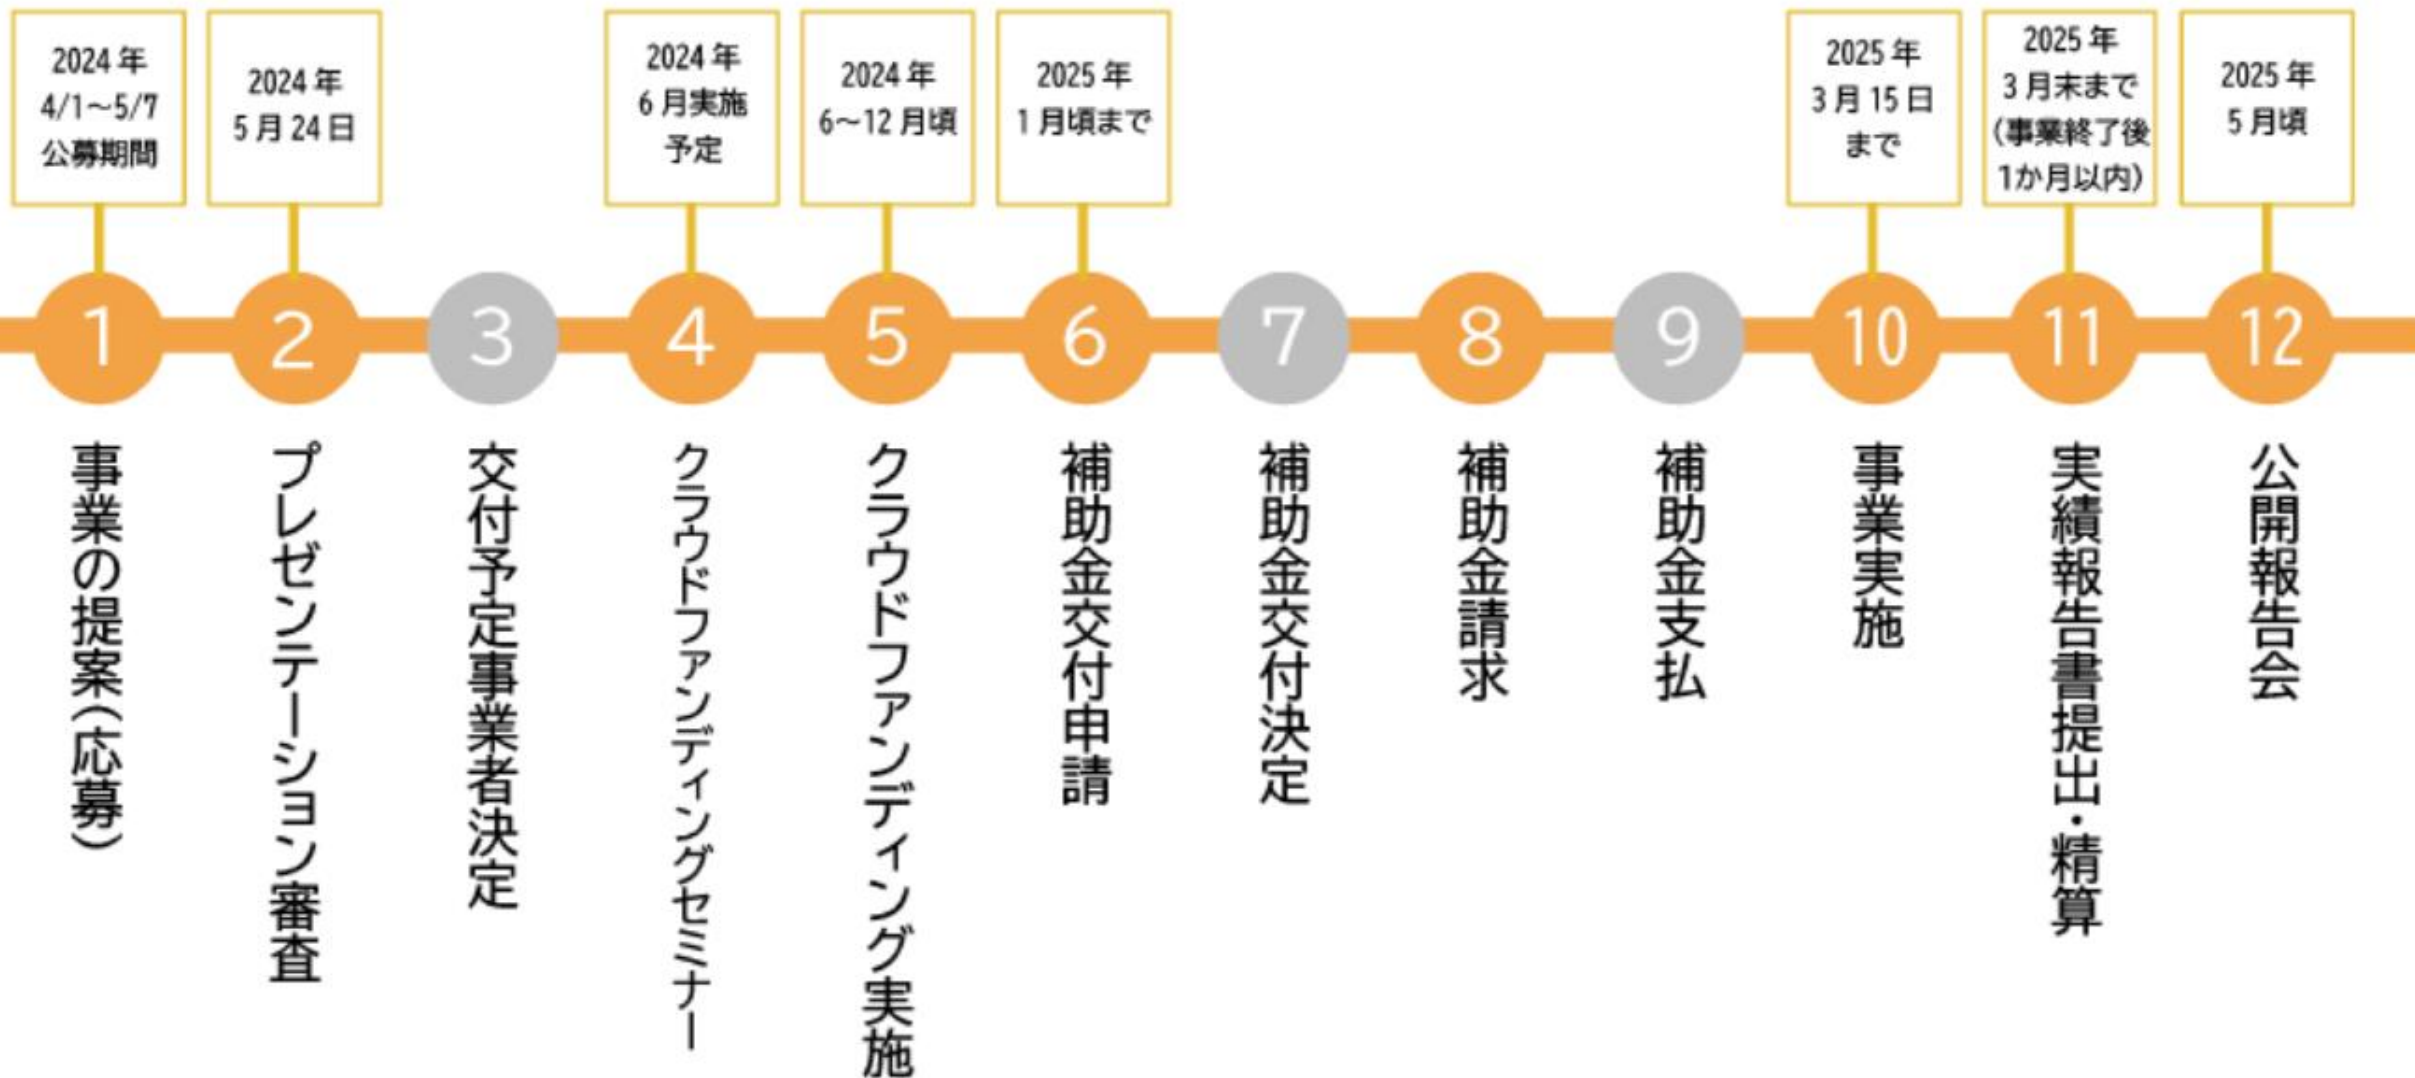 2024年
4/1〜5/7
公募期間
2024年
5月24日
2024年
6月実施
予定
2024年
6〜12月頃
2025年
1月頃まで
2025年
3月15日
まで
2025年
3月末まで
（事業終了後
1か月以内）
2025年
5月頃
1
2
3
4
5
6
7
8
9
10
11
12
事業の提案（応募）
プレゼンテーション審査
交付予定事業者決定
クラウドファンディングセミナー
クラウドファンディング実施
補助金交付申請
補助金交付決定
補助金請求
補助金支払
事業実施
実績報告書提出・精算
公開報告会